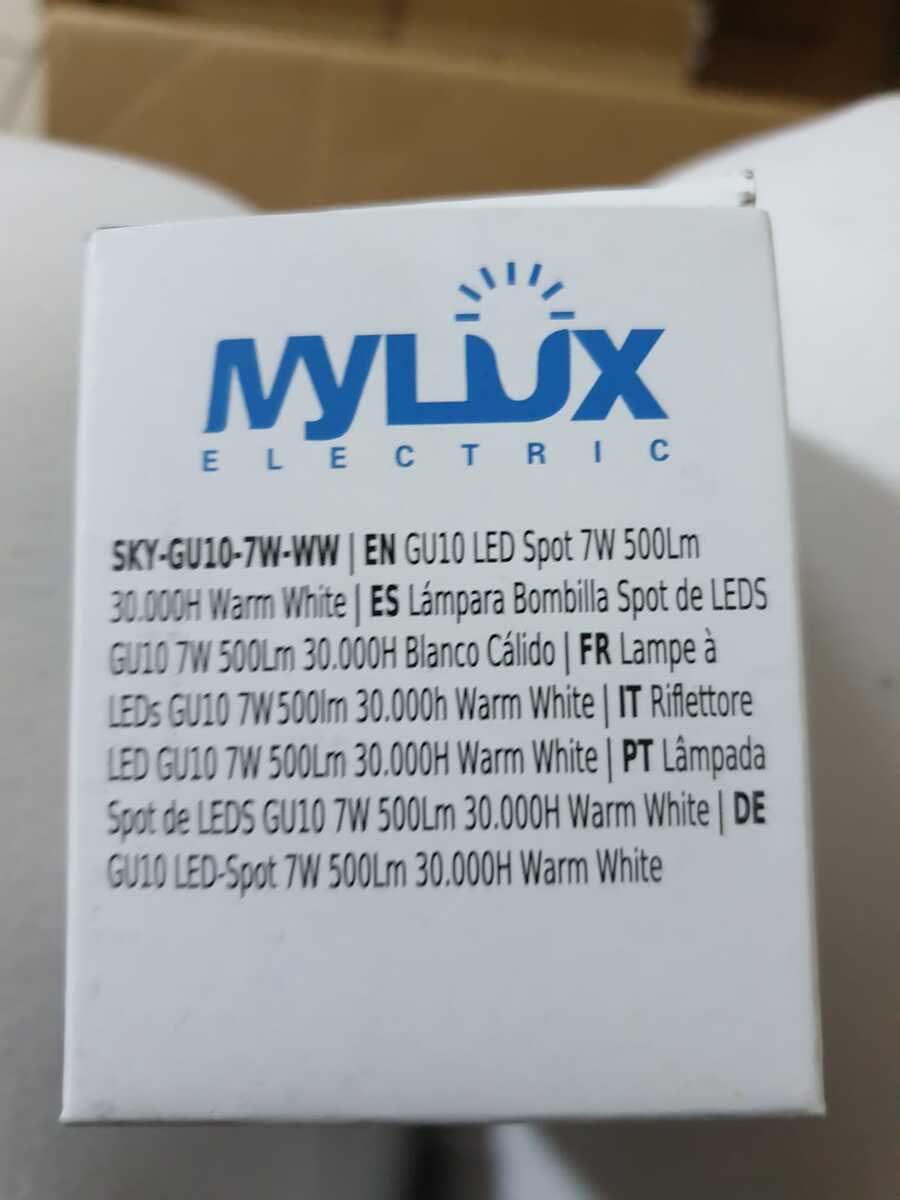 MYLUX
ELECTRIC
SKY-GU10-7W-WW | EN GU10 LED Spot 7W 500Lm
30.000H Warm White | ES Lámpara Bombilla Spot de LEDS
GU10 7W 500Lm 30.000H Blanco Cálido | FR Lampe à
LEDs GU10 7W 500lm 30.000h Warm White | IT Riflettore
LED GU10 7W 500Lm 30.000H Warm White | PT Lâmpada
Spot de LEDS GU10 7W 500Lm 30.000H Warm White | DE
GU10 LED-Spot 7W 500Lm 30.000H Warm White